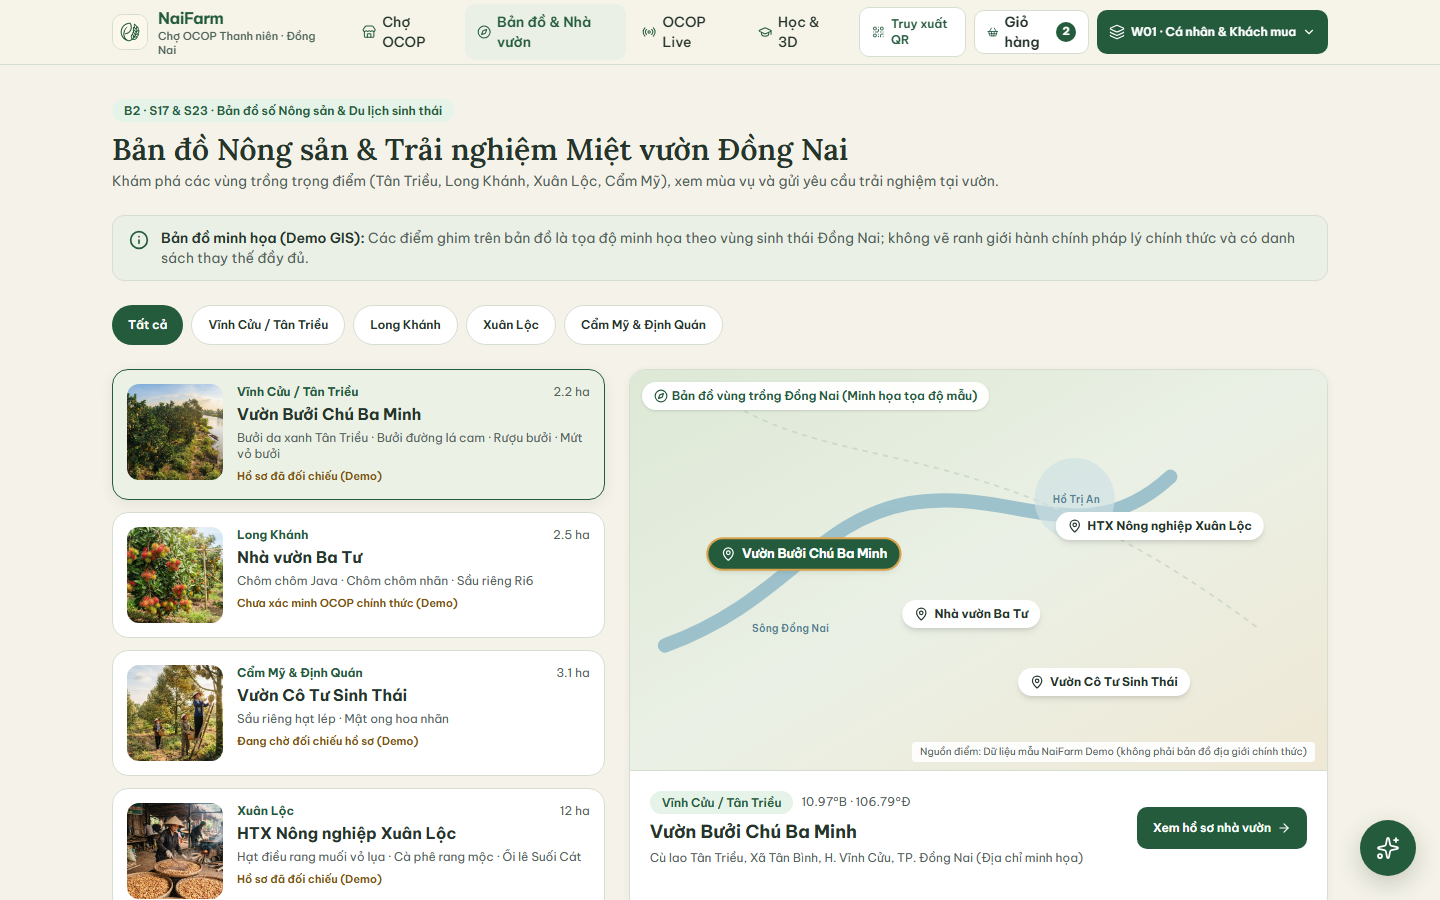 NaiFarm
Chợ OCOP Thanh niên · Đồng
Nai
Chợ
OCOP
Bản đồ & Nhà
vườn
OCOP
Live
Học &
3D
Truy xuất
QR
Giỏ
hàng
2
W01 · Cá nhân & Khách mua
B2 · S17 & S23 · Bản đồ số Nông sản & Du lịch sinh thái
Bản đồ Nông sản & Trải nghiệm Miệt vườn Đồng Nai
Khám phá các vùng trồng trọng điểm (Tân Triều, Long Khánh, Xuân Lộc, Cẩm Mỹ), xem mùa vụ và gửi yêu cầu trải nghiệm tại vườn.
Bản đồ minh họa (Demo GIS): Các điểm ghim trên bản đồ là tọa độ minh họa theo vùng sinh thái Đồng Nai; không vẽ ranh giới hành chính pháp lý chính thức và có danh
sách thay thế đầy đủ.
Tất cả
Vĩnh Cửu / Tân Triều
Long Khánh
Xuân Lộc
Cẩm Mỹ & Định Quán
Vĩnh Cửu / Tân Triều
2.2 ha
Vườn Bưởi Chú Ba Minh
Bưởi da xanh Tân Triều · Bưởi đường lá cam · Rượu bưởi · Mứt
vỏ bưởi
Hồ sơ đã đối chiếu (Demo)
Long Khánh
2.5 ha
Nhà vườn Ba Tư
Chôm chôm Java · Chôm chôm nhãn · Sầu riêng Ri6
Chưa xác minh OCOP chính thức (Demo)
Cẩm Mỹ & Định Quán
3.1 ha
Vườn Cô Tư Sinh Thái
Sầu riêng hạt lép · Mật ong hoa nhãn
Đang chờ đối chiếu hồ sơ (Demo)
Xuân Lộc
12 ha
HTX Nông nghiệp Xuân Lộc
Hạt điều rang muối vỏ lụa · Cà phê rang mộc · Ổi lê Suối Cát
Hồ sơ đã đối chiếu (Demo)
Bản đồ vùng trồng Đồng Nai (Minh họa tọa độ mẫu)
Hồ Trị An
HTX Nông nghiệp Xuân Lộc
Vườn Bưởi Chú Ba Minh
Nhà vườn Ba Tư
Sông Đồng Nai
Vườn Cô Tư Sinh Thái
Nguồn điểm: Dữ liệu mẫu NaiFarm Demo (không phải bản đồ địa giới chính thức)
Vĩnh Cửu / Tân Triều
10.97°B · 106.79°Đ
Vườn Bưởi Chú Ba Minh
Cù lao Tân Triều, Xã Tân Bình, H. Vĩnh Cửu, TP. Đồng Nai (Địa chỉ minh họa)
Xem hồ sơ nhà vườn